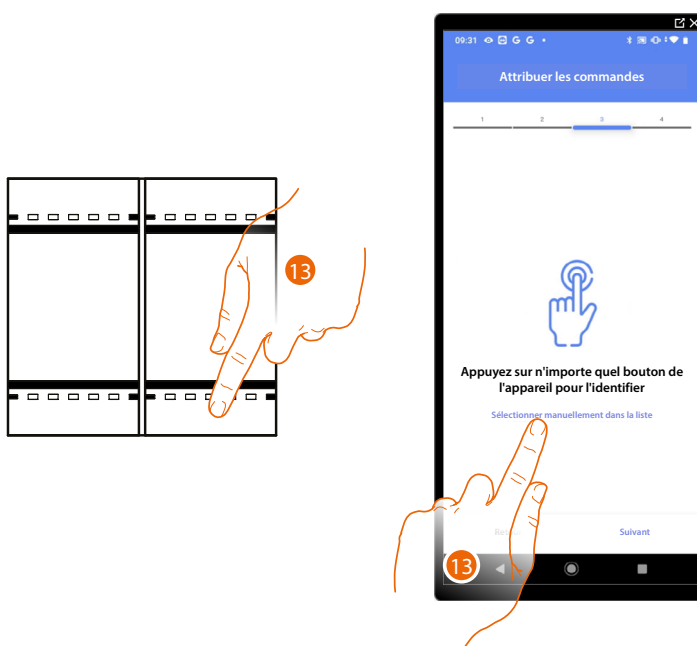 09:31 G G
Attribuer les commandes
1 2 3 4
13
Appuyez sur n'importe quel bouton de
l'appareil pour l'identifier
Sélectionner manuellement dans la liste
Suivant
13